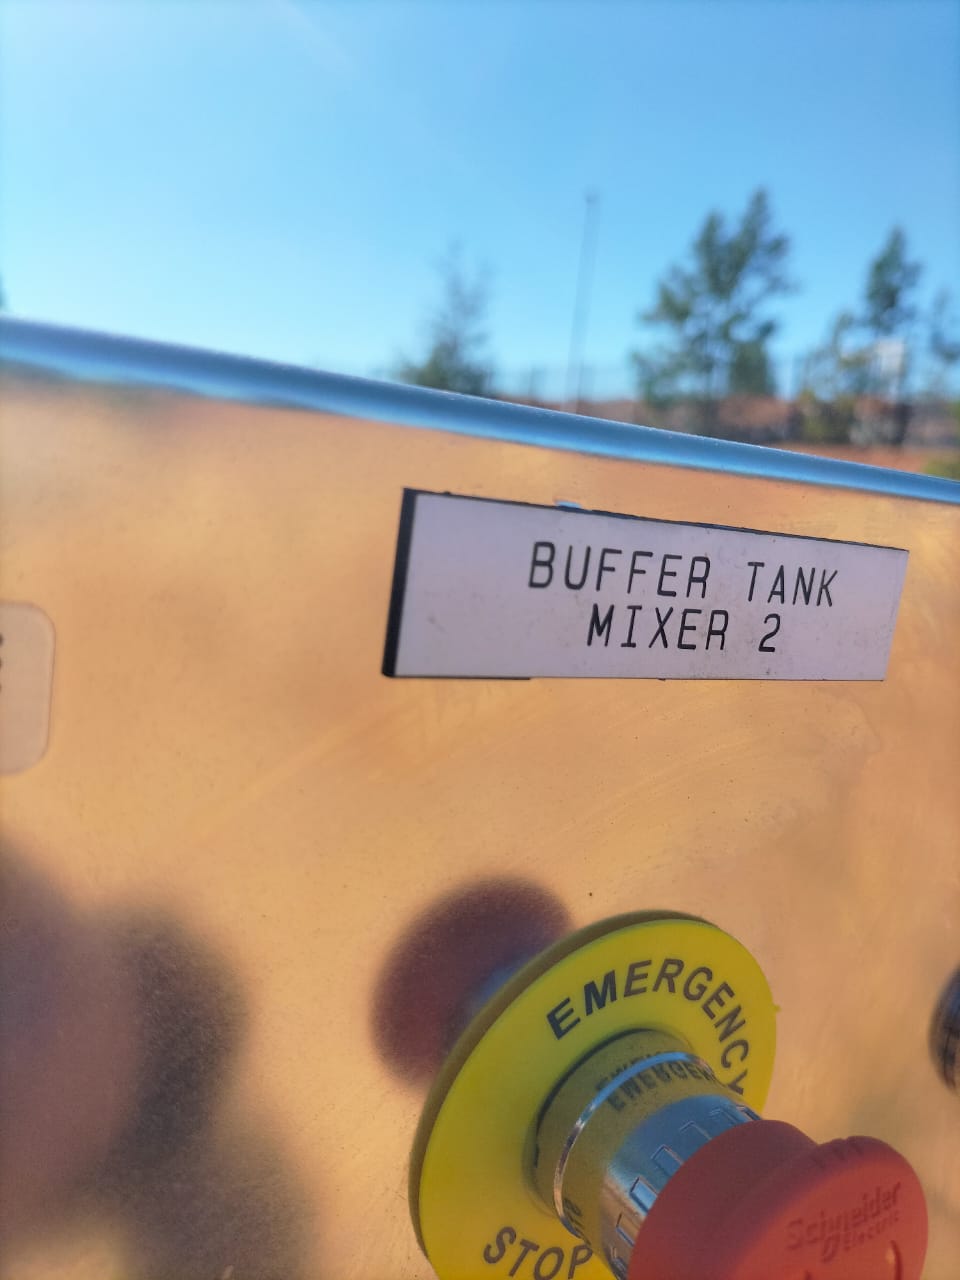 BUFFER TANK
MIXER 2
EMERGENCY
STOP
Schneider
Electric